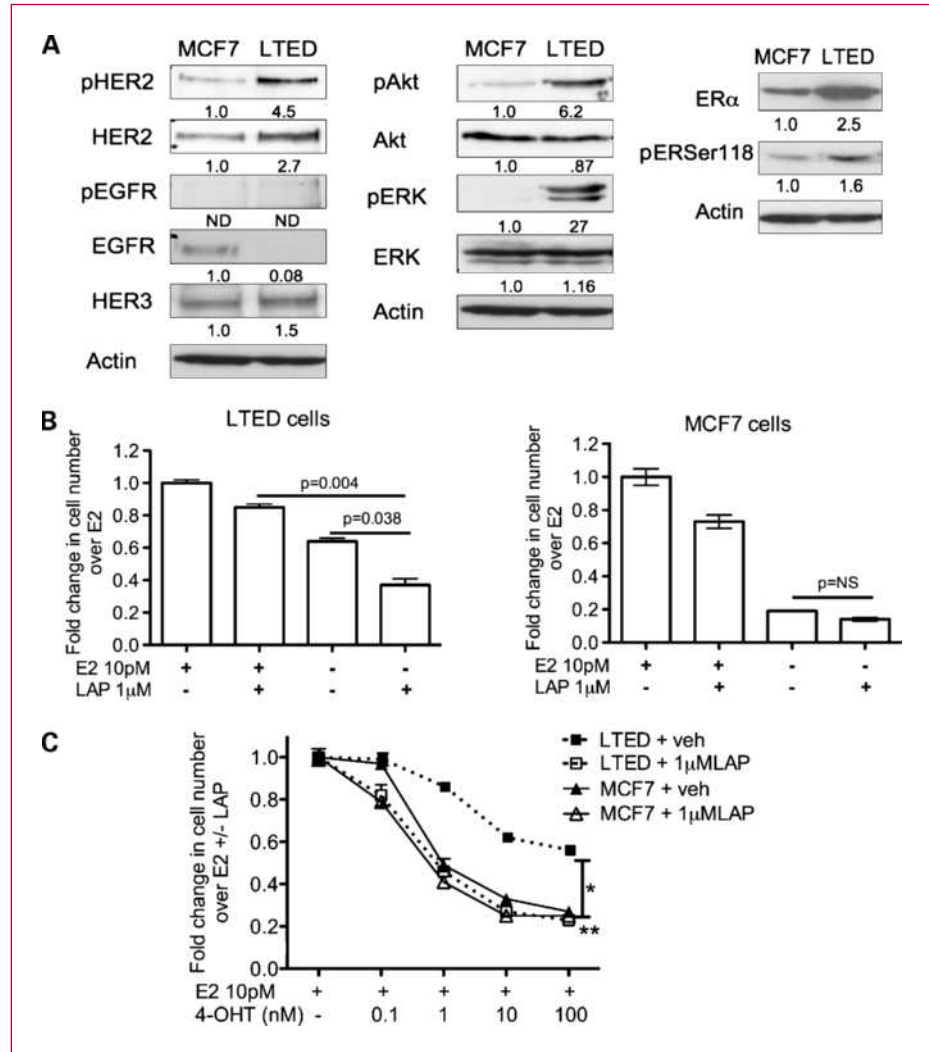 A
MCF7 LTED
pHER2
1.0 4.5
HER2
1.0 2.7
pEGFR
ND ND
EGFR
1.0 0.08
HER3
1.0 1.5
Actin
MCF7 LTED
pAkt
1.0 6.2
Akt
1.0 .87
pERK
1.0 27
ERK
1.0 1.16
Actin
MCF7 LTED
ERα
1.0 2.5
pERSer118
1.0 1.6
Actin
B
LTED cells
Fold change in cell number
over E2
1.2
1.0
0.8
0.6
0.4
0.2
0.0
p=0.004
p=0.038
E2 10pM + + - -
LAP 1µM - + - +
MCF7 cells
Fold change in cell number
over E2
1.2
1.0
0.8
0.6
0.4
0.2
0.0
p=NS
+ + - -
- + - +
C
Fold change in cell number
over E2 +/- LAP
1.0
0.8
0.6
0.4
0.2
0.0
LTED + veh
LTED + 1µMLAP
MCF7 + veh
MCF7 + 1µMLAP
*
**
E2 10pM + + + + +
4-OHT (nM) - 0.1 1 10 100